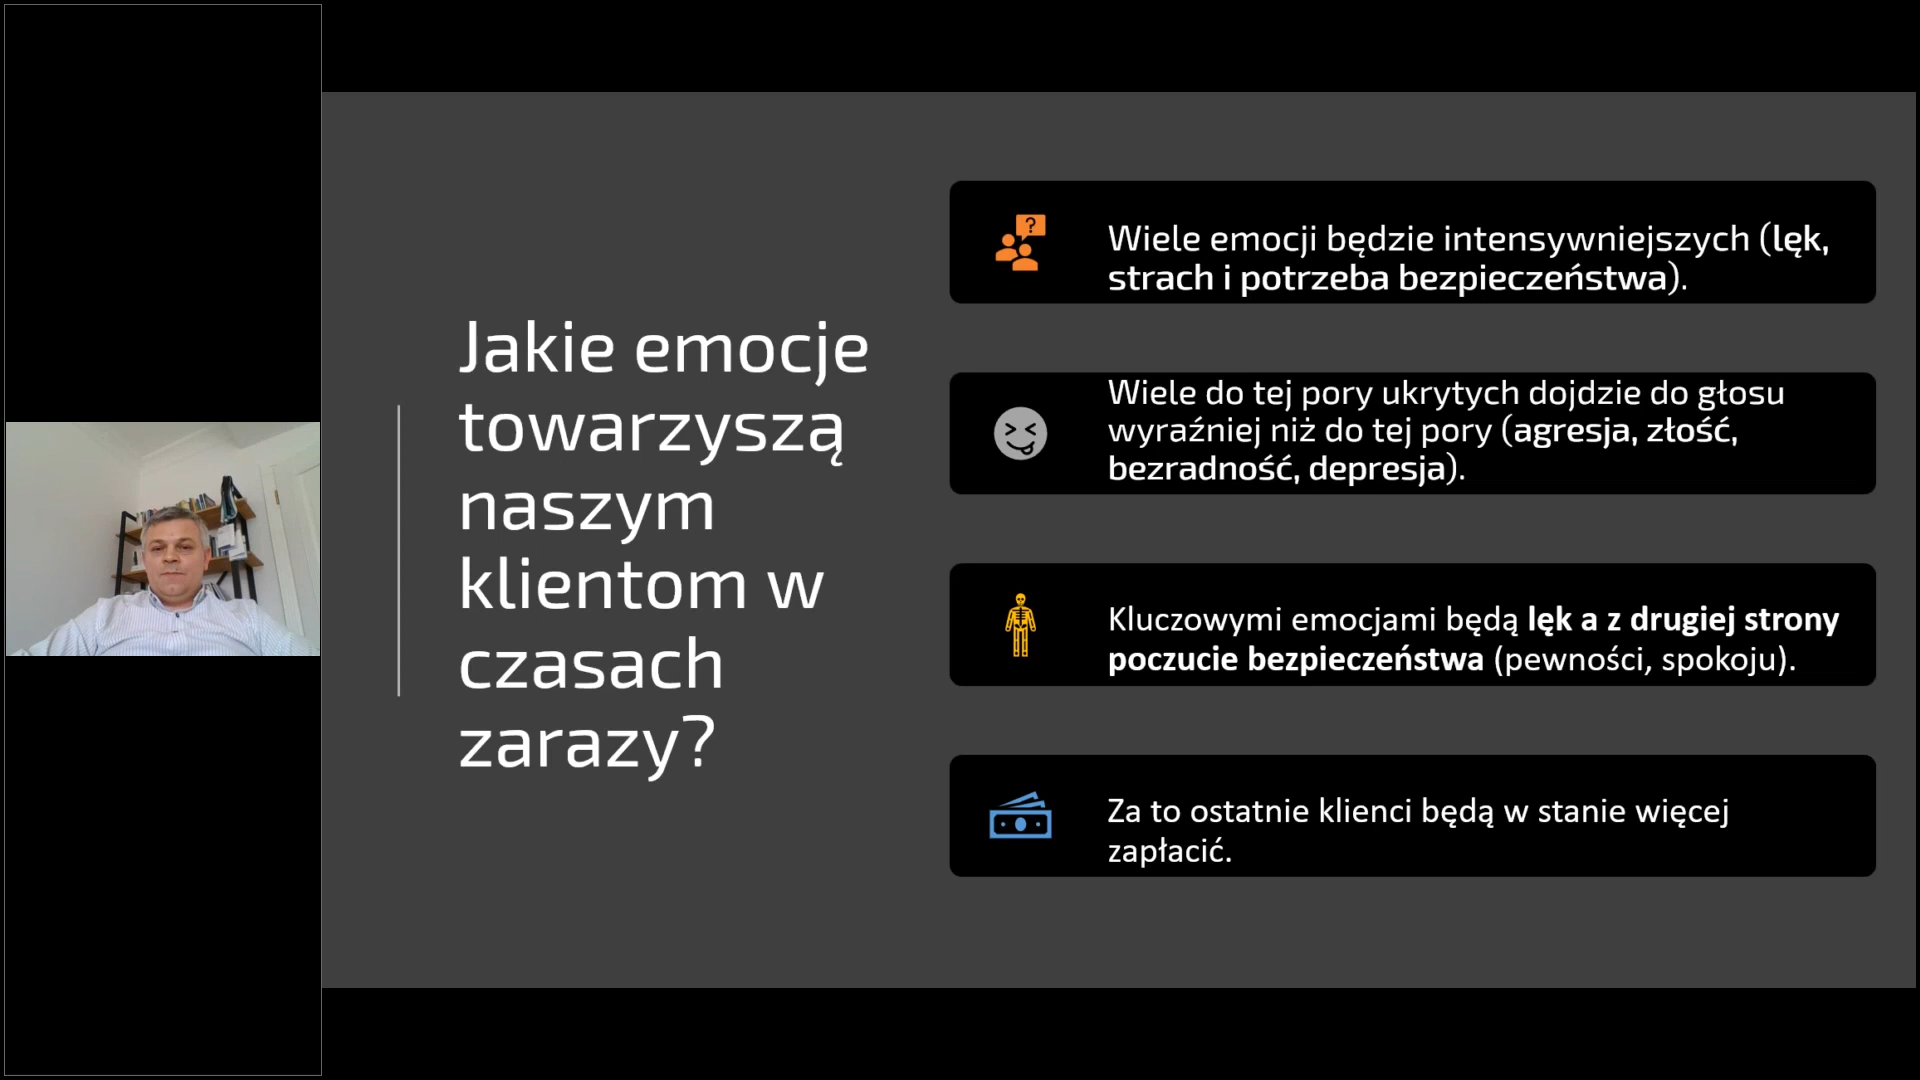 Jakie emocje
towarzyszą
naszym
klientom w
czasach
zarazy?
?
Wiele emocji będzie intensywniejszych (lęk,
strach i potrzeba bezpieczeństwa).
Wiele do tej pory ukrytych dojdzie do głosu
wyraźniej niż do tej pory (agresja, złość,
bezradność, depresja).
Kluczowymi emocjami będą lęk a z drugiej strony
poczucie bezpieczeństwa (pewności, spokoju).
Za to ostatnie klienci będą w stanie więcej
zapłacić.